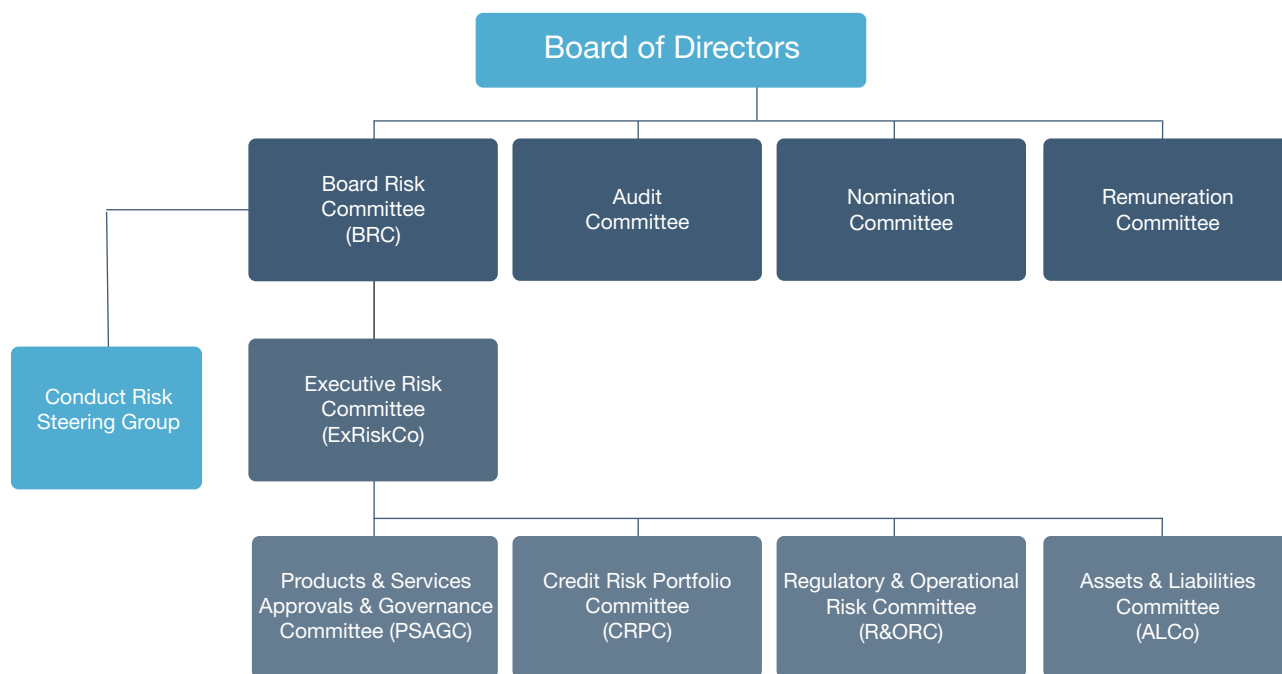 Board of Directors
Board Risk
Committee
(BRC)
Audit
Committee
Nomination
Committee
Remuneration
Committee
Conduct Risk
Steering Group
Executive Risk
Committee
(ExRiskCo)
Products & Services
Approvals & Governance
Committee (PSAGC)
Credit Risk Portfolio
Committee
(CRPC)
Regulatory & Operational
Risk Committee
(R&ORC)
Assets & Liabilities
Committee
(ALCo)